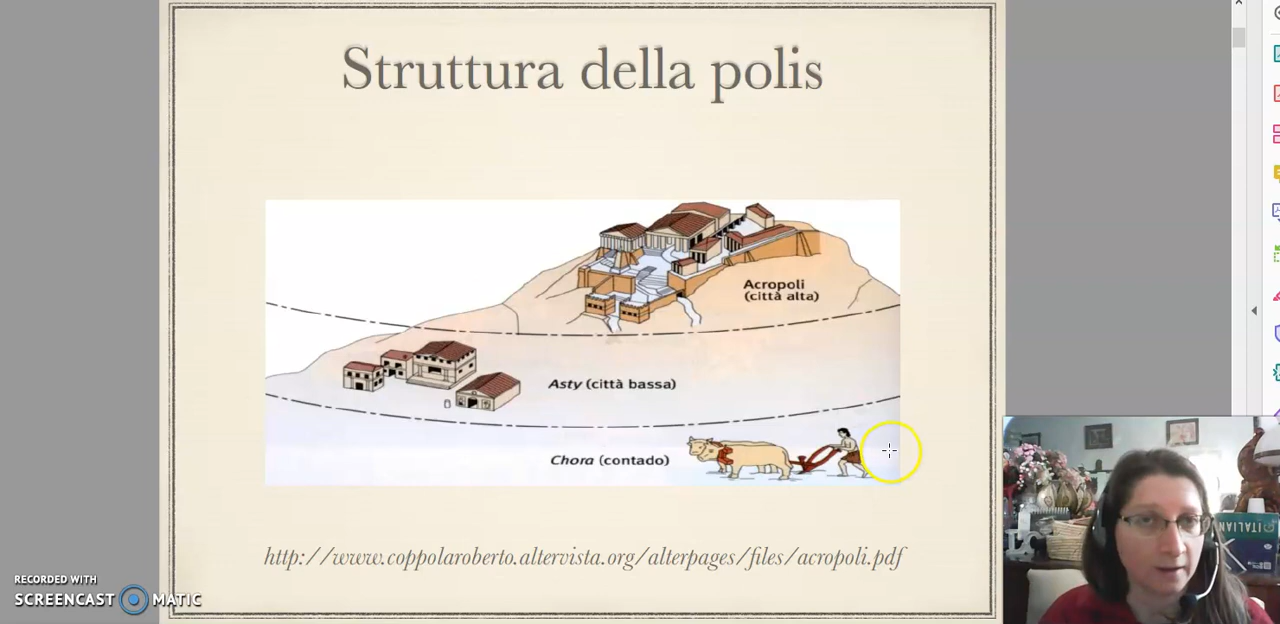 Struttura della polis
Acropoli
(città alta)
Asty (città bassa)
Chora (contado)
http://www.coppolaroberto.altervista.org/alterpages/files/acropoli.pdf
ITALIAN
RECORDED WITH
SCREENCAST MATIC